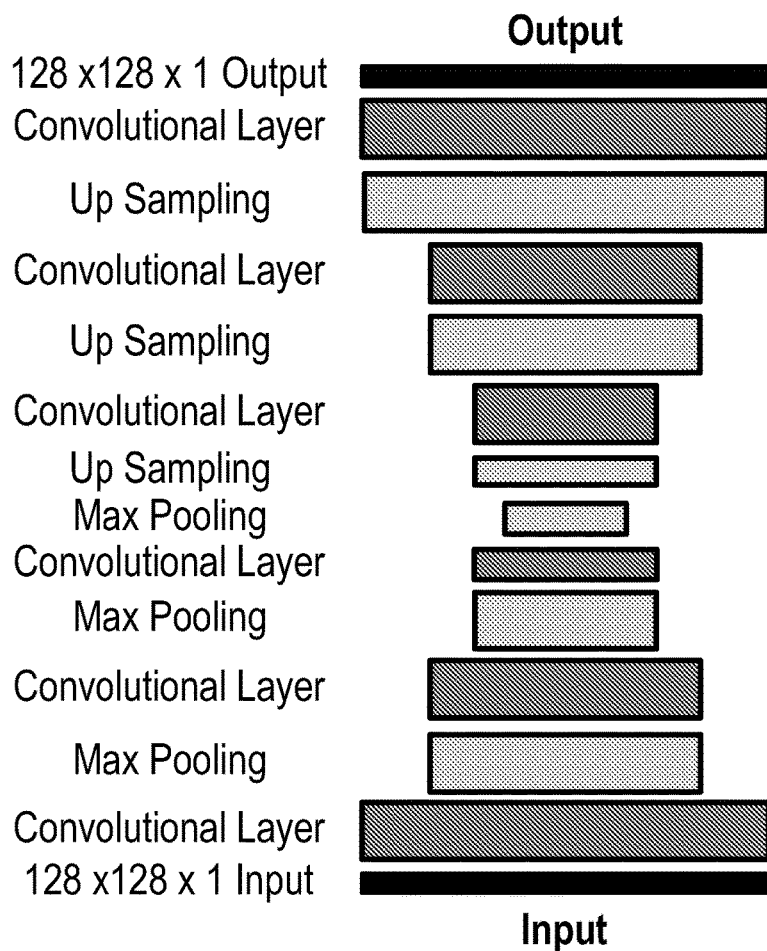 Output
128 x128 x 1 Output
Convolutional Layer
Up Sampling
Convolutional Layer
Up Sampling
Convolutional Layer
Up Sampling
Max Pooling
Convolutional Layer
Max Pooling
Convolutional Layer
Max Pooling
Convolutional Layer
128 x128 x 1 Input
Input